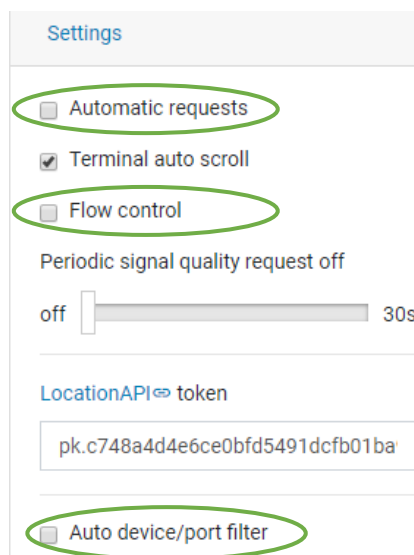 Settings
Automatic requests
Terminal auto scroll
Flow control
Periodic signal quality request off
off 30s
LocationAPI token
pk.c748a4d4e6ce0bfd5491dcfb01ba
Auto device/port filter